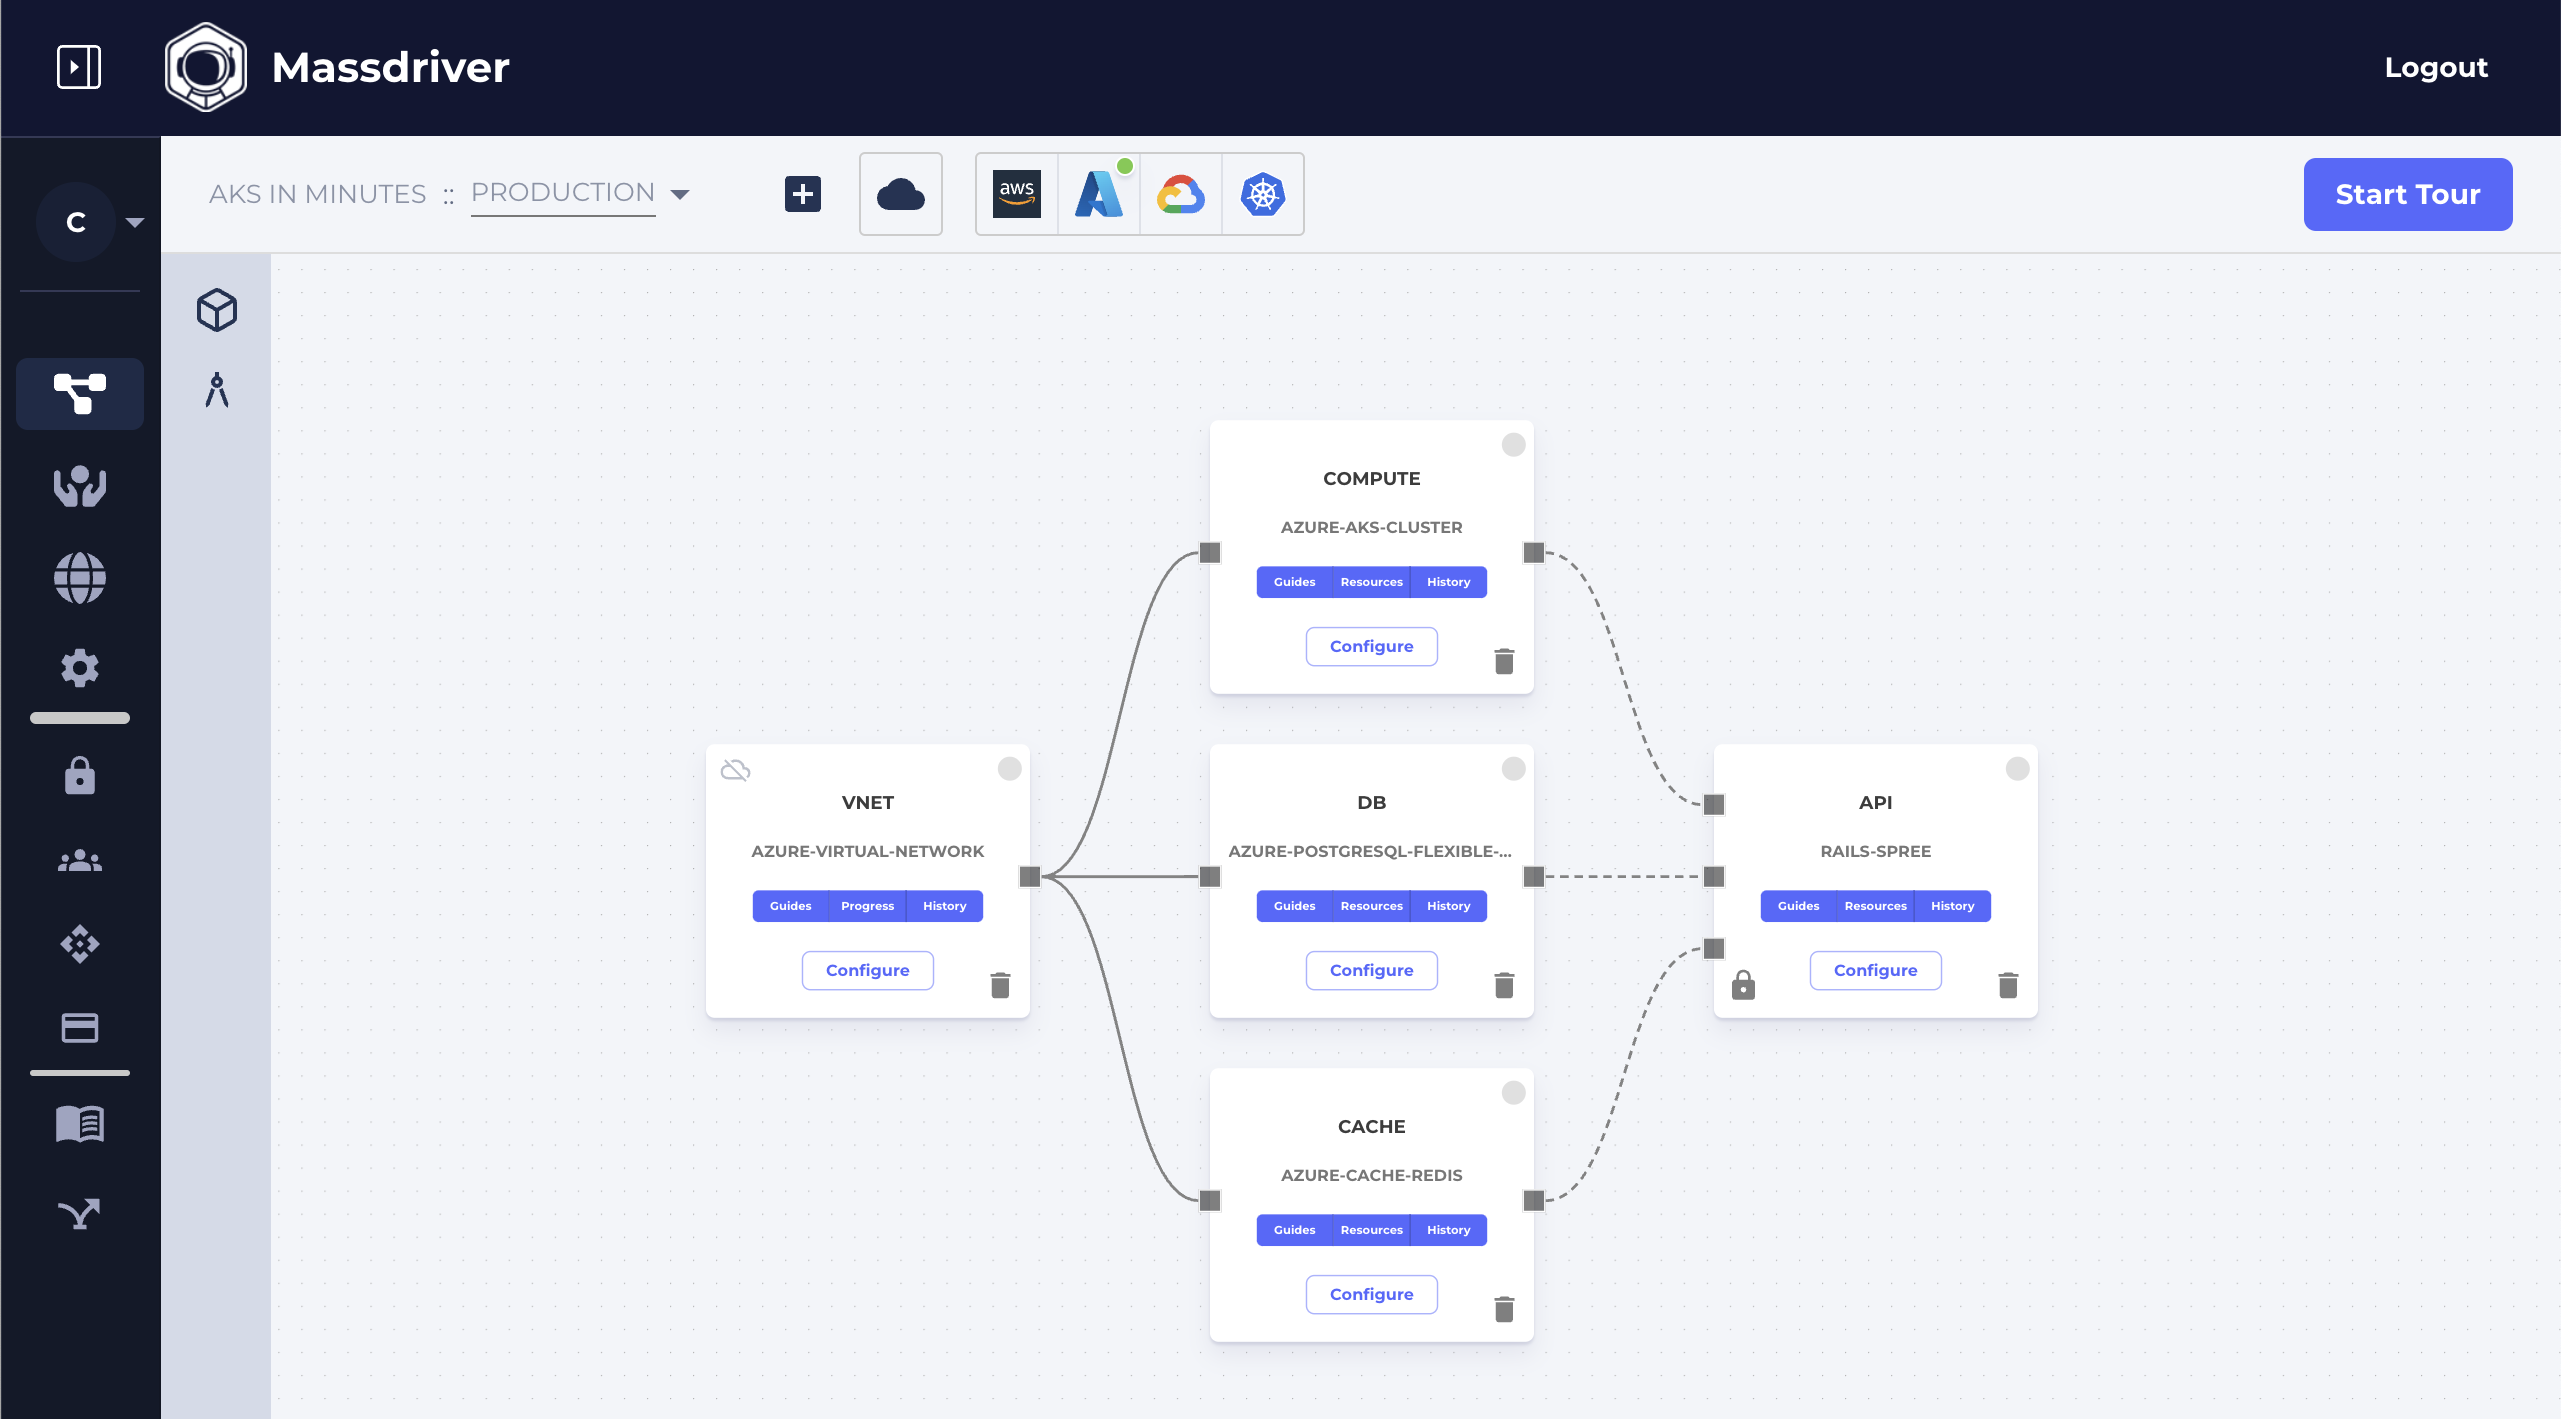 Massdriver
Logout
AKS IN MINUTES :: PRODUCTION
aws
Start Tour
C
COMPUTE
AZURE-AKS-CLUSTER
Guides Resources History
Configure
VNET
AZURE-VIRTUAL-NETWORK
Guides Progress History
Configure
DB
AZURE-POSTGRESQL-FLEXIBLE-...
Guides Resources History
Configure
API
RAILS-SPREE
Guides Resources History
Configure
CACHE
AZURE-CACHE-REDIS
Guides Resources History
Configure